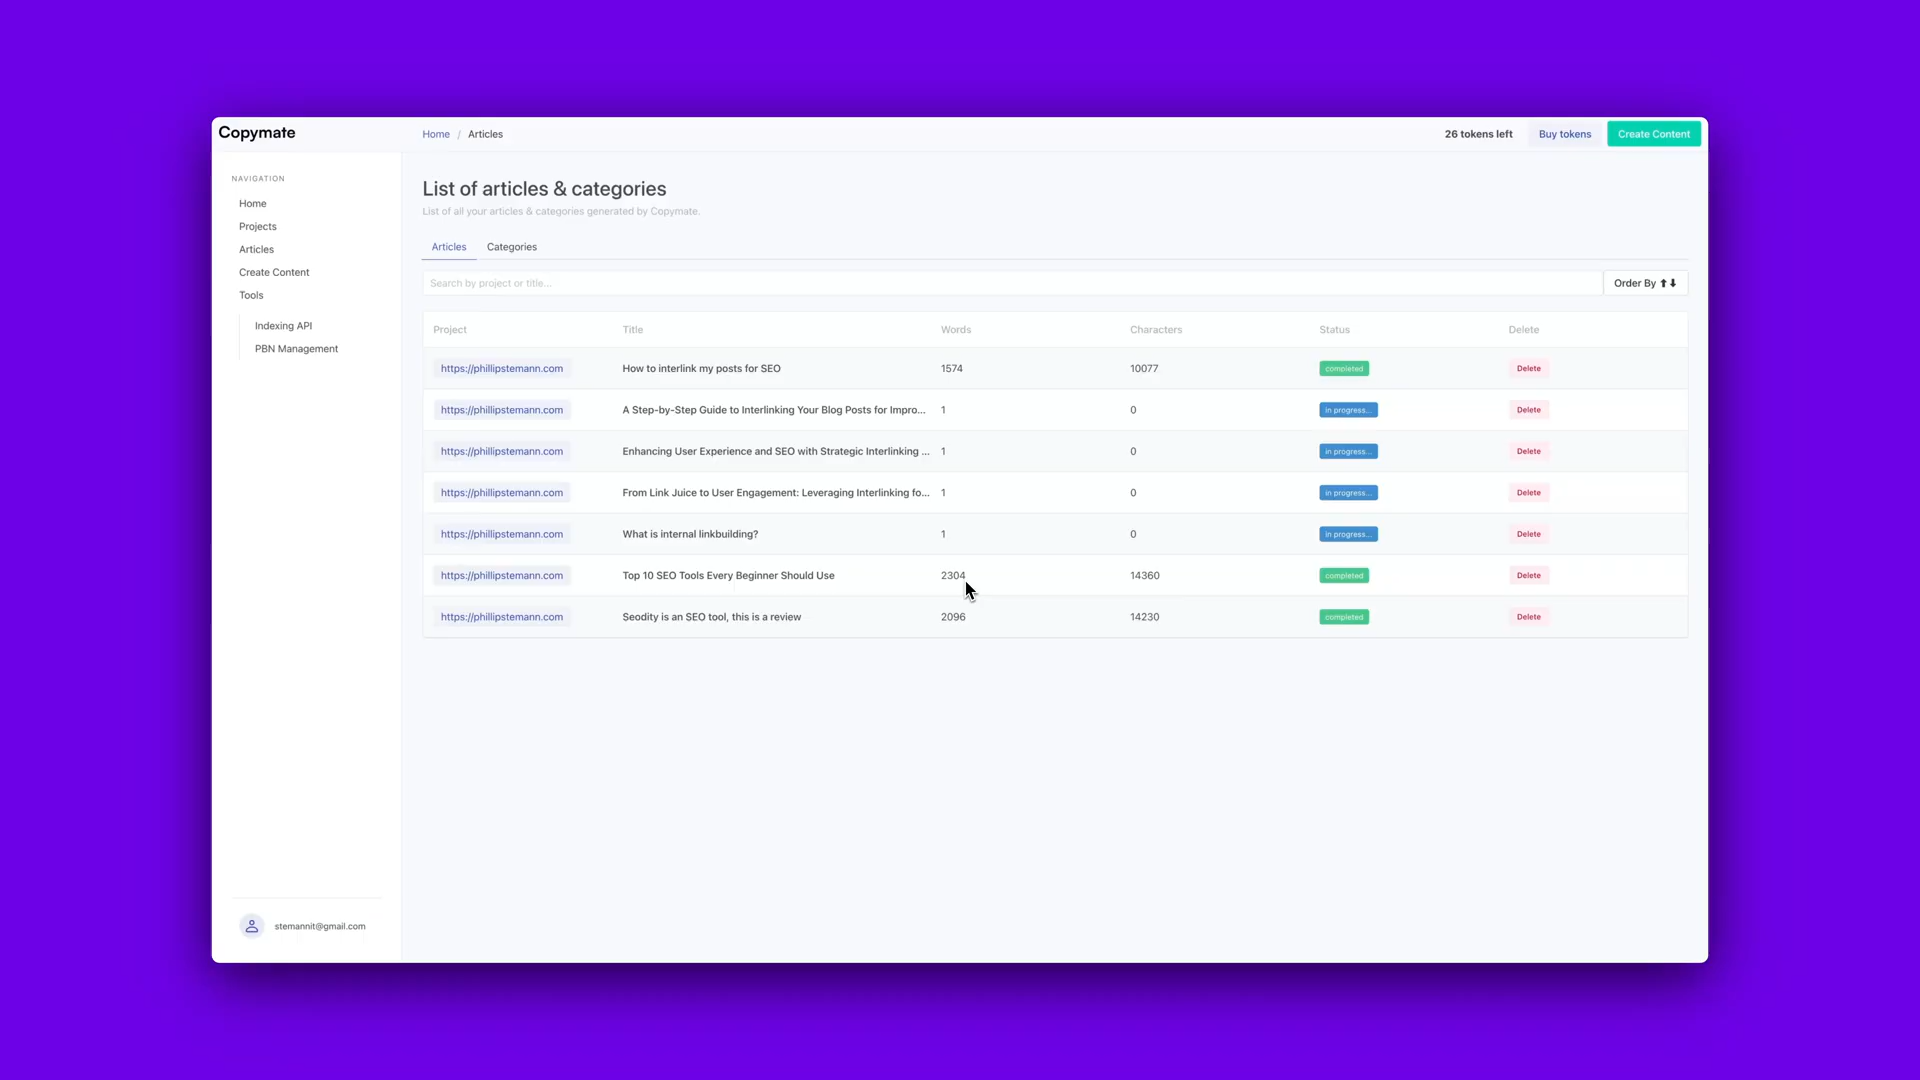 Copymate
Home / Articles
26 tokens left
Buy tokens
Create Content
NAVIGATION
Home
Projects
Articles
Create Content
Tools
Indexing API
PBN Management
stemannit@gmail.com
List of articles & categories
List of all your articles & categories generated by Copymate.
Articles Categories
Search by project or title...
Order By
Project Title Words Characters Status Delete
https://phillipstemann.com How to interlink my posts for SEO 1574 10077 completed Delete
https://phillipstemann.com A Step-by-Step Guide to Interlinking Your Blog Posts for Impro... 1 0 in progress... Delete
https://phillipstemann.com Enhancing User Experience and SEO with Strategic Interlinking ... 1 0 in progress... Delete
https://phillipstemann.com From Link Juice to User Engagement: Leveraging Interlinking fo... 1 0 in progress... Delete
https://phillipstemann.com What is internal linkbuilding? 1 0 in progress... Delete
https://phillipstemann.com Top 10 SEO Tools Every Beginner Should Use 2304 14360 completed Delete
https://phillipstemann.com Seodity is an SEO tool, this is a review 2096 14230 completed Delete